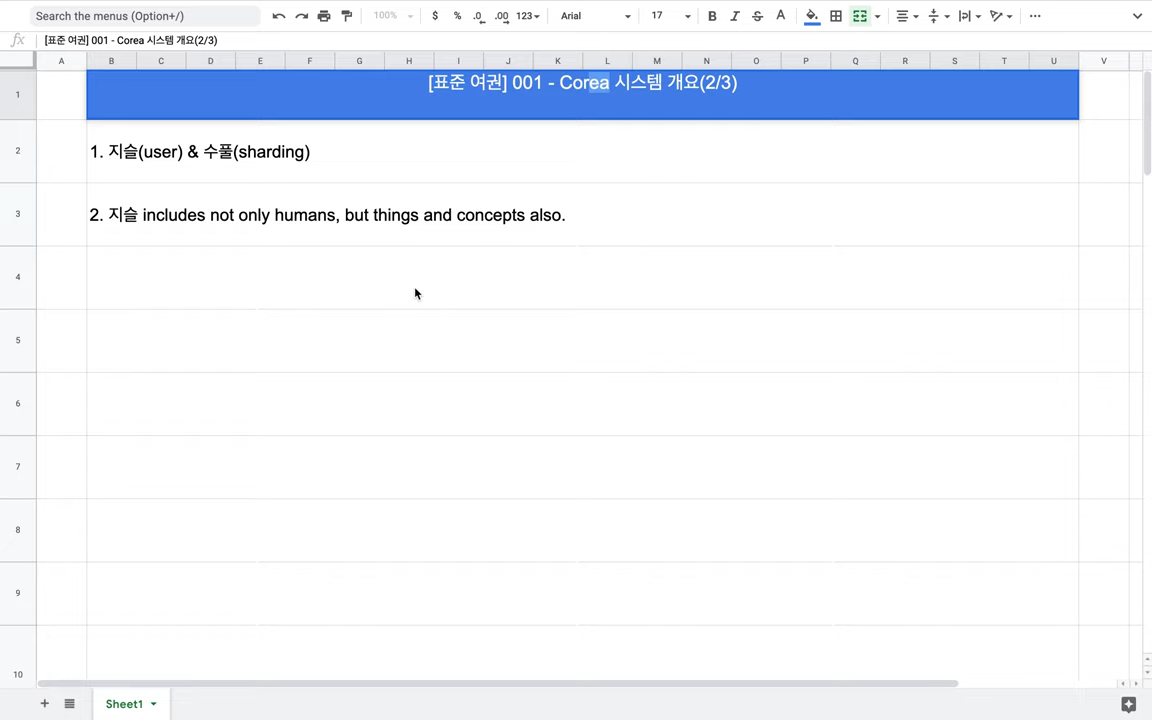 Search the menus (Option+/)
100%
$ % .0 .00 123
Arial
17
B I S A
fx [표준 여권] 001 - Corea 시스템 개요(2/3)
A B C D E F G H I J K L M N O P Q R S T U V
1 [표준 여권] 001 - Corea 시스템 개요(2/3)
2 1. 지슬(user) & 수풀(sharding)
3 2. 지슬 includes not only humans, but things and concepts also.
4
5
6
7
8
9
10
Sheet1